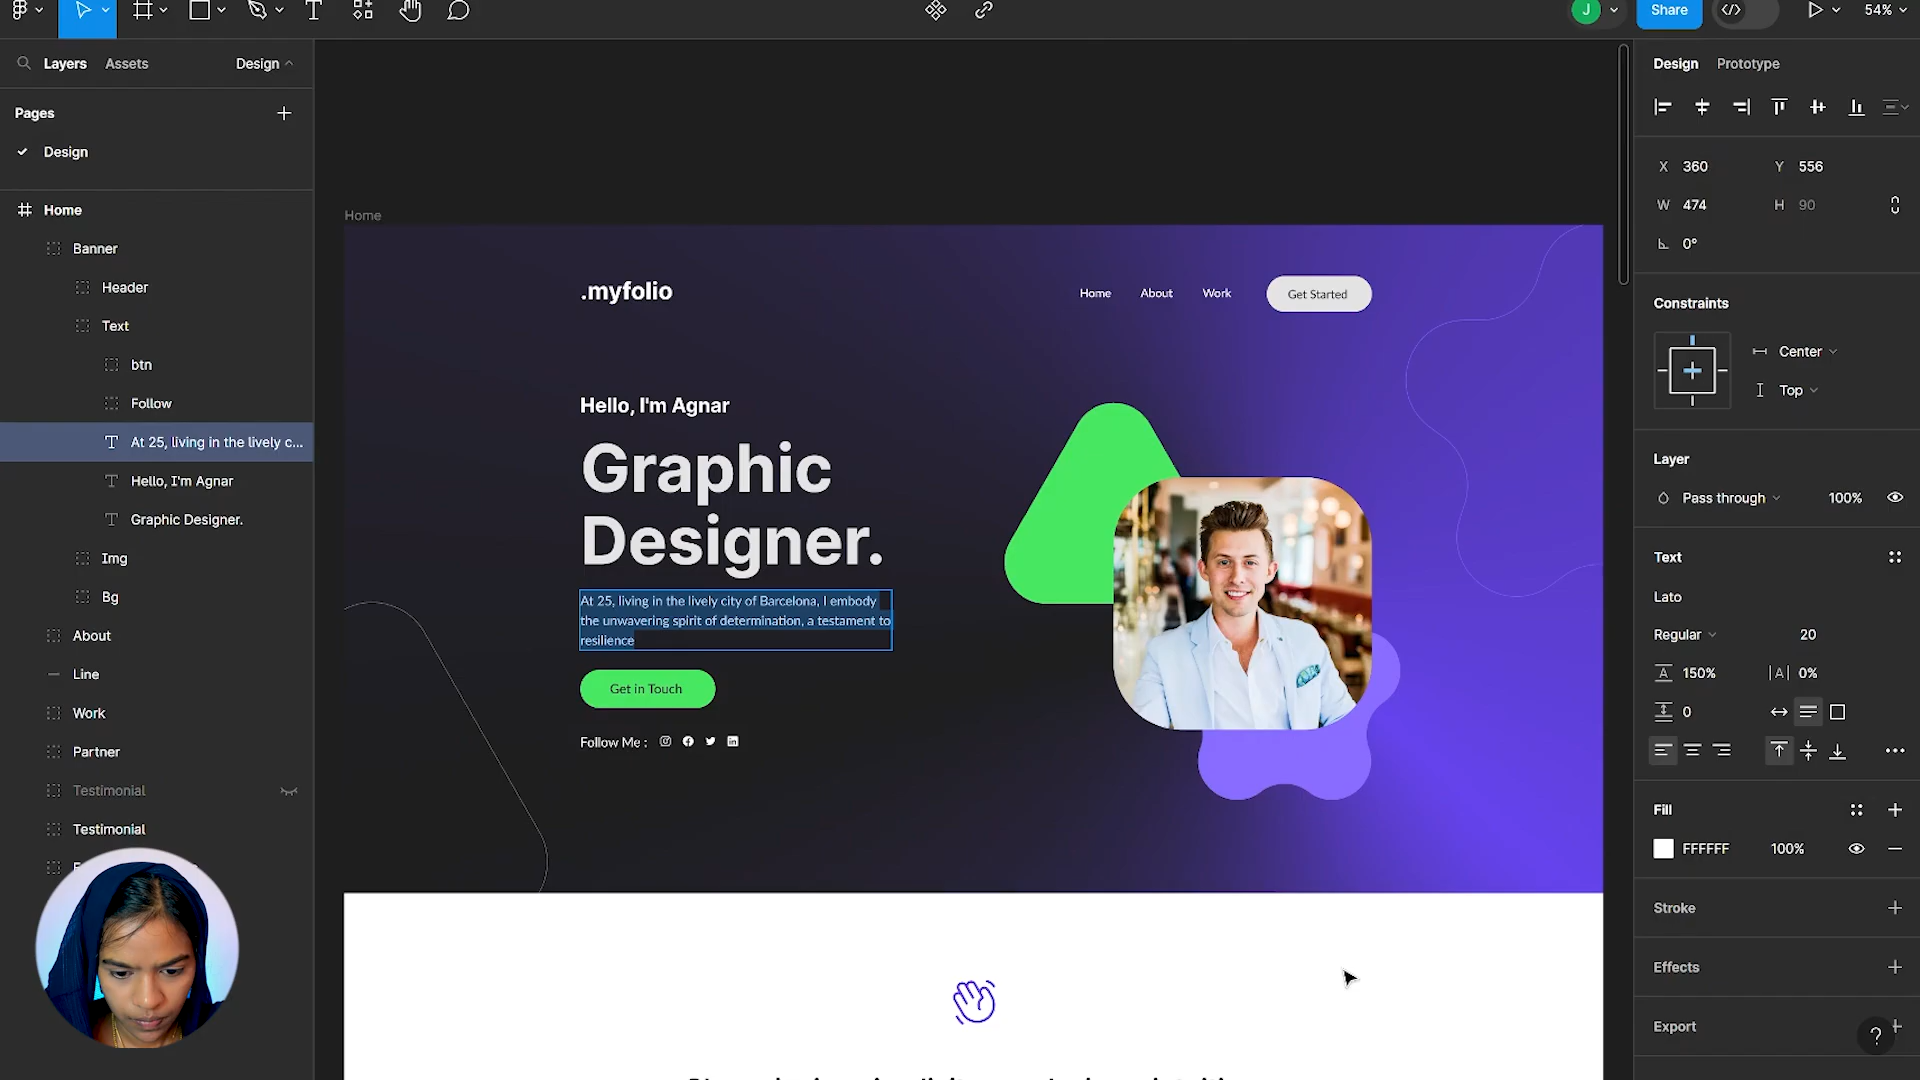 Share
54%
Layers
Assets
Design
Pages
Design
Home
Banner
Header
Text
btn
Follow
At 25, living in the lively c...
Hello, I'm Agnar
Graphic Designer.
Img
Bg
About
Line
Work
Partner
Testimonial
Testimonial
Home
.myfolio
Home
About
Work
Get Started
Hello, I'm Agnar
Graphic
Designer.
At 25, living in the lively city of Barcelona, I embody
the unwavering spirit of determination, a testament to
resilience
Get in Touch
Follow Me :
J
Design
Prototype
X 360
Y 556
W 474
H 90
0°
Constraints
Center
Top
Layer
Pass through
100%
Text
Lato
Regular
20
150%
|A| 0%
0
Fill
FFFFFF
100%
Stroke
Effects
Export
?